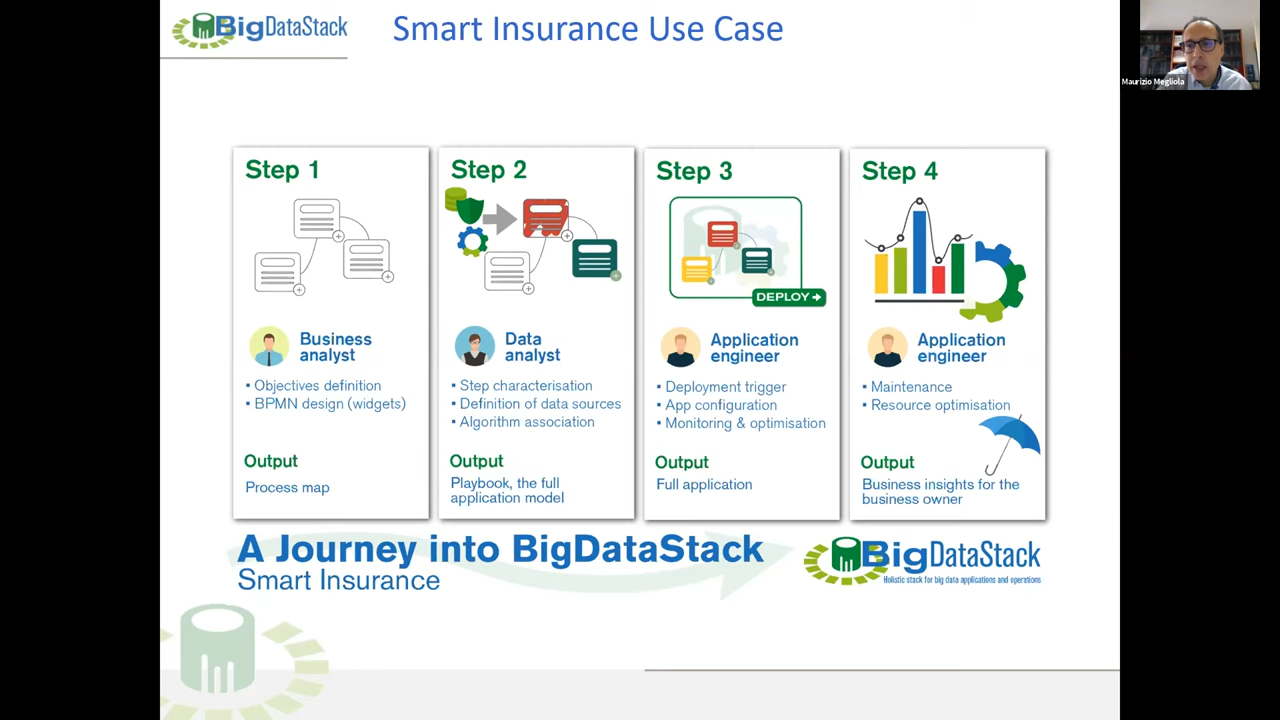 BigDataStack
Smart Insurance Use Case
Maurizio Megliola
Step 1
Business
analyst
▪ Objectives definition
▪ BPMN design (widgets)
Output
Process map
Step 2
Data
analyst
▪ Step characterisation
▪ Definition of data sources
▪ Algorithm association
Output
Playbook, the full
application model
Step 3
DEPLOY
Application
engineer
▪ Deployment trigger
▪ App configuration
▪ Monitoring & optimisation
Output
Full application
Step 4
Application
engineer
▪ Maintenance
▪ Resource optimisation
Output
Business insights for the
business owner
A Journey into BigDataStack
Smart Insurance
BigDataStack
Holistic stack for big data applications and operations